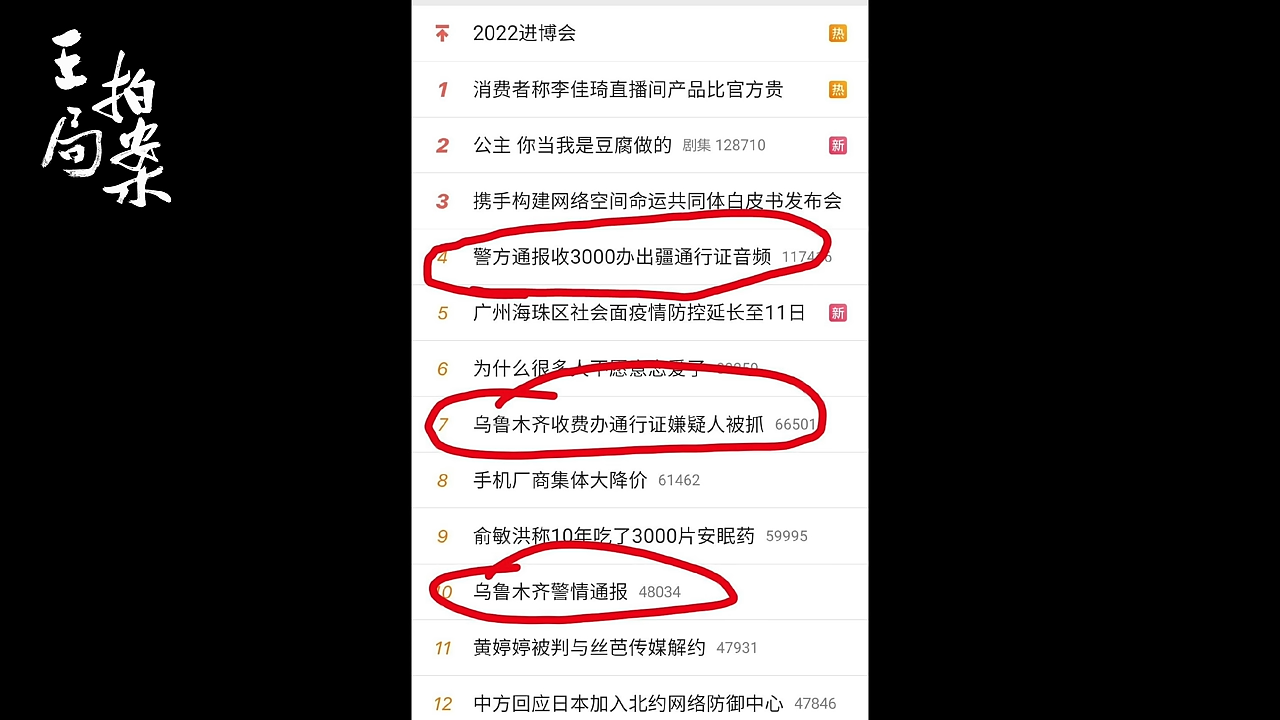 王局
拍案
2022进博会 热
1 消费者称李佳琦直播间产品比官方贵 热
2 公主 你当我是豆腐做的 剧集 128710 新
3 携手构建网络空间命运共同体白皮书发布会
4 警方通报收3000办出疆通行证音频
5 广州海珠区社会面疫情防控延长至11日 新
6 为什么很多人不愿意恋爱了
7 乌鲁木齐收费办通行证嫌疑人被抓 66501
8 手机厂商集体大降价 61462
9 俞敏洪称10年吃了3000片安眠药 59995
10 乌鲁木齐警情通报 48034
11 黄婷婷被判与丝芭传媒解约 47931
12 中方回应日本加入北约网络防御中心 47846